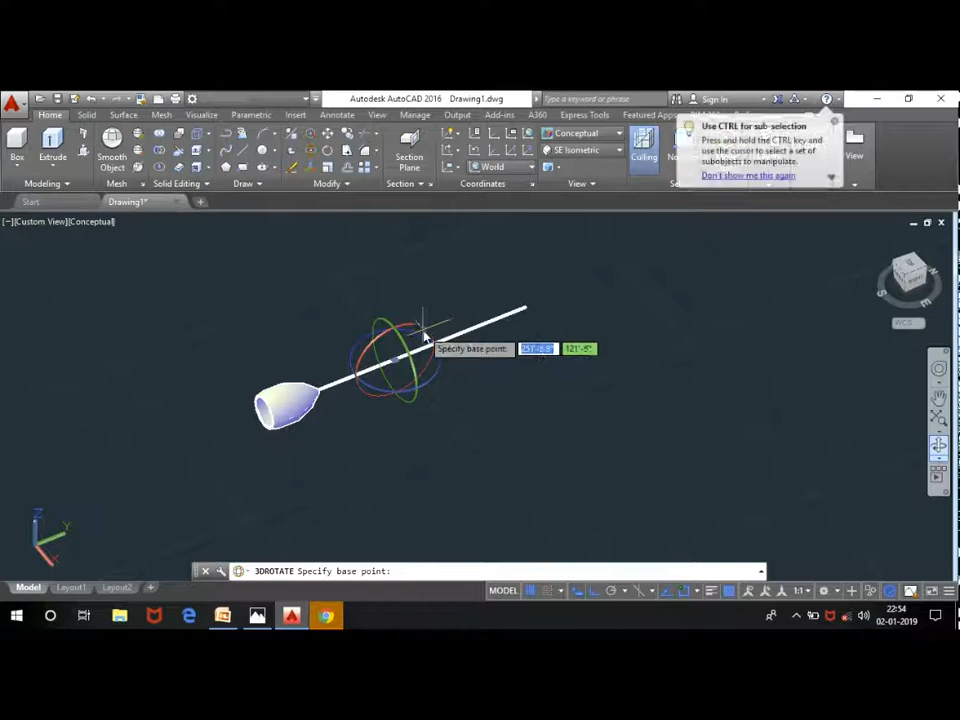 Autodesk AutoCAD 2016 Drawing1.dwg
Type a keyword or phrase
Sign In
Home Solid Surface Mesh Visualize Parametric Insert Annotate View Manage Output Add-ins A360 Express Tools Featured Apps
Box
Extrude
Smooth Object
Section Plane
World
Conceptual
SE Isometric
Culling
View
Use CTRL for sub-selection
Press and hold the CTRL key and
use the cursor to select a set of
subobjects to manipulate.
Don't show me this again
Modeling
Mesh
Solid Editing
Draw
Modify
Section
Coordinates
View
Start
Drawing1*
[−][Custom View][Conceptual]
S E
WCS
Specify base point:
Z
Y
X
3DROTATE Specify base point:
Model Layout1 Layout2
MODEL
1:1
22:54
02-01-2019